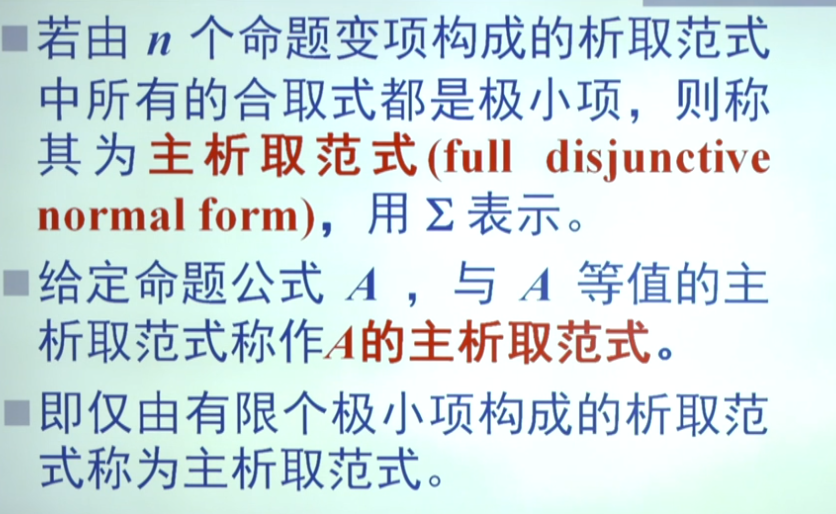 若由 n 个命题变项构成的析取范式
中所有的合取式都是极小项，则称
其为主析取范式(full disjunctive
normal form)，用 Σ 表示。
给定命题公式 A ，与 A 等值的主
析取范式称作A的主析取范式。
即仅由有限个极小项构成的析取范
式称为主析取范式。